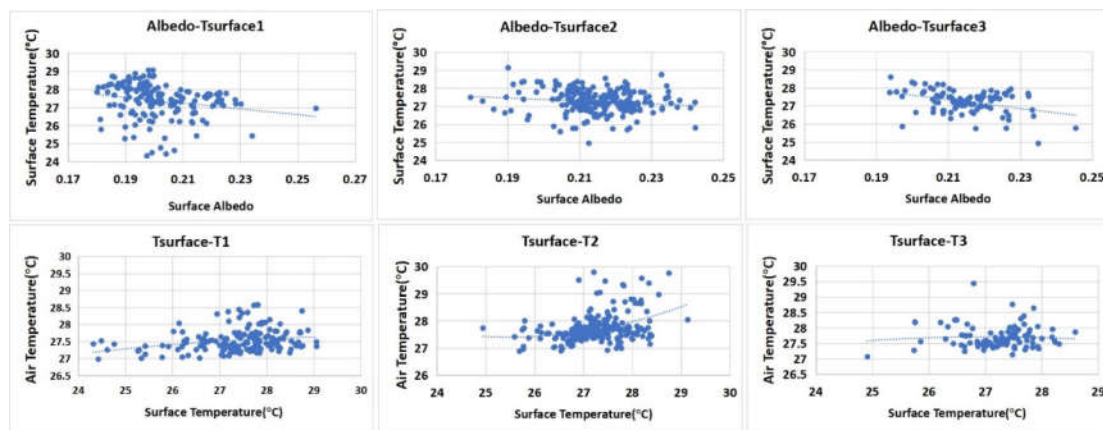 Albedo-Tsurface1
Surface Temperature(°C)
30
29
28
27
26
25
24
0.17 0.19 0.21 0.23 0.25 0.27
Surface Albedo
Albedo-Tsurface2
Surface Temperature(°C)
30
29
28
27
26
25
24
0.17 0.19 0.21 0.23 0.25
Surface Albedo
Albedo-Tsurface3
Surface Temperature(°C)
30
29
28
27
26
25
24
0.17 0.19 0.21 0.23 0.25
Surface Albedo
Tsurface-T1
Air Temperature(°C)
30
29.5
29
28.5
28
27.5
27
26.5
24 25 26 27 28 29 30
Surface Temperature(°C)
Tsurface-T2
Air Temperature(°C)
30
29.5
29
28.5
28
27.5
27
26.5
24 25 26 27 28 29 30
Surface Temperature(°C)
Tsurface-T3
Air Temperature(°C)
30
29.5
29
28.5
28
27.5
27
26.5
24 25 26 27 28 29
Surface Temperature(°C)